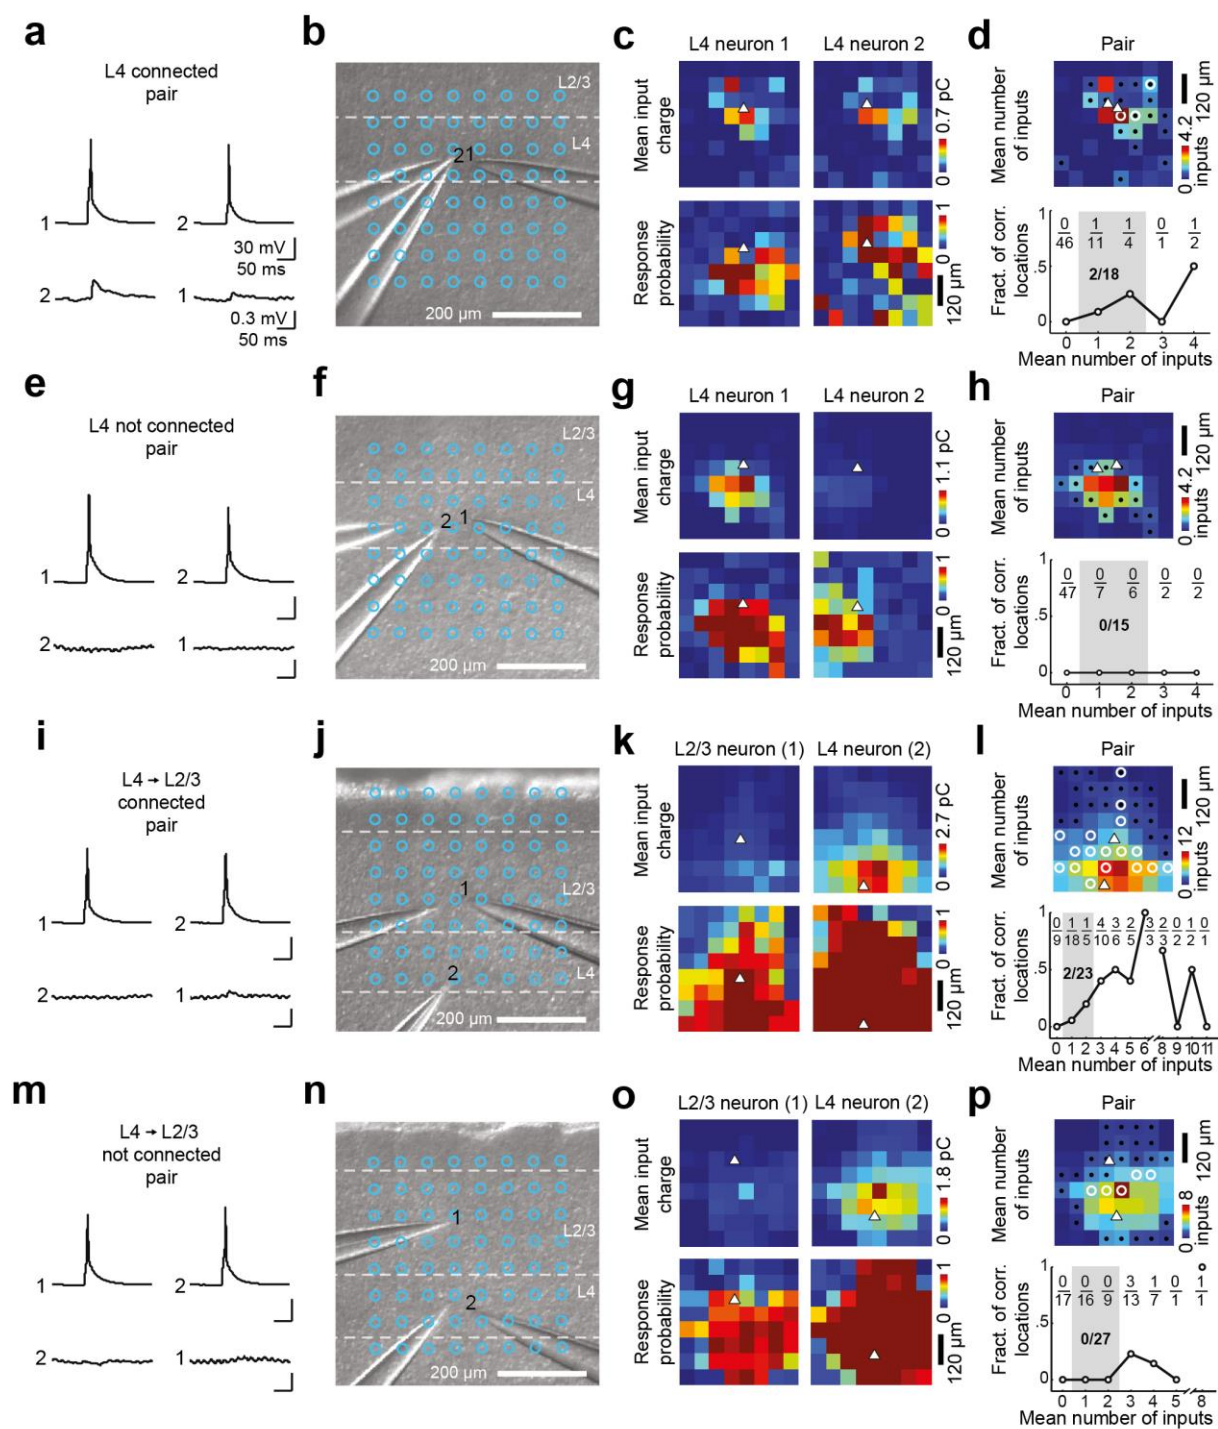 a
L4 connected
pair
1
2
30 mV
50 ms
2
1
0.3 mV
50 ms
b
L2/3
L4
21
200 µm
c
L4 neuron 1
L4 neuron 2
Mean input
charge
0 0.7 pC
Response
probability
0 1
120 µm
d
Pair
Mean number
of inputs
0 4.2
inputs
120 µm
Fract. of corr.
locations
1
.5
0
0/46 1/11 1/4 0/1 1/2
2/18
0 1 2 3 4
Mean number of inputs
e
L4 not connected
pair
1
2
2
1
f
L2/3
L4
2 1
200 µm
g
L4 neuron 1
L4 neuron 2
Mean input
charge
0 1.1 pC
Response
probability
0 1
120 µm
h
Pair
Mean number
of inputs
0 4.2
inputs
120 µm
Fract. of corr.
locations
1
.5
0
0/47 0/7 0/6 0/2 0/2
0/15
0 1 2 3 4
Mean number of inputs
i
L4 → L2/3
connected
pair
1
2
2
1
j
1
L2/3
2
L4
200 µm
k
L2/3 neuron (1)
L4 neuron (2)
Mean input
charge
0 2.7 pC
Response
probability
0 1
120 µm
l
Pair
Mean number
of inputs
0 12
inputs
120 µm
Fract. of corr.
locations
1
.5
0
0/9 1/18 1/5 4/10 3/6 2/5 3/3 2/3 0/2 1/2 0/1
2/23
0 1 2 3 4 5 6 8 9 10 11
Mean number of inputs
m
L4 → L2/3
not connected
pair
1
2
2
1
n
1
L2/3
2
L4
200 µm
o
L2/3 neuron (1)
L4 neuron (2)
Mean input
charge
0 1.8 pC
Response
probability
0 1
120 µm
p
Pair
Mean number
of inputs
0 8
inputs
120 µm
Fract. of corr.
locations
1
.5
0
0/17 0/16 0/9 3/13 1/7 0/1 1/1
0/27
0 1 2 3 4 5 8
Mean number of inputs